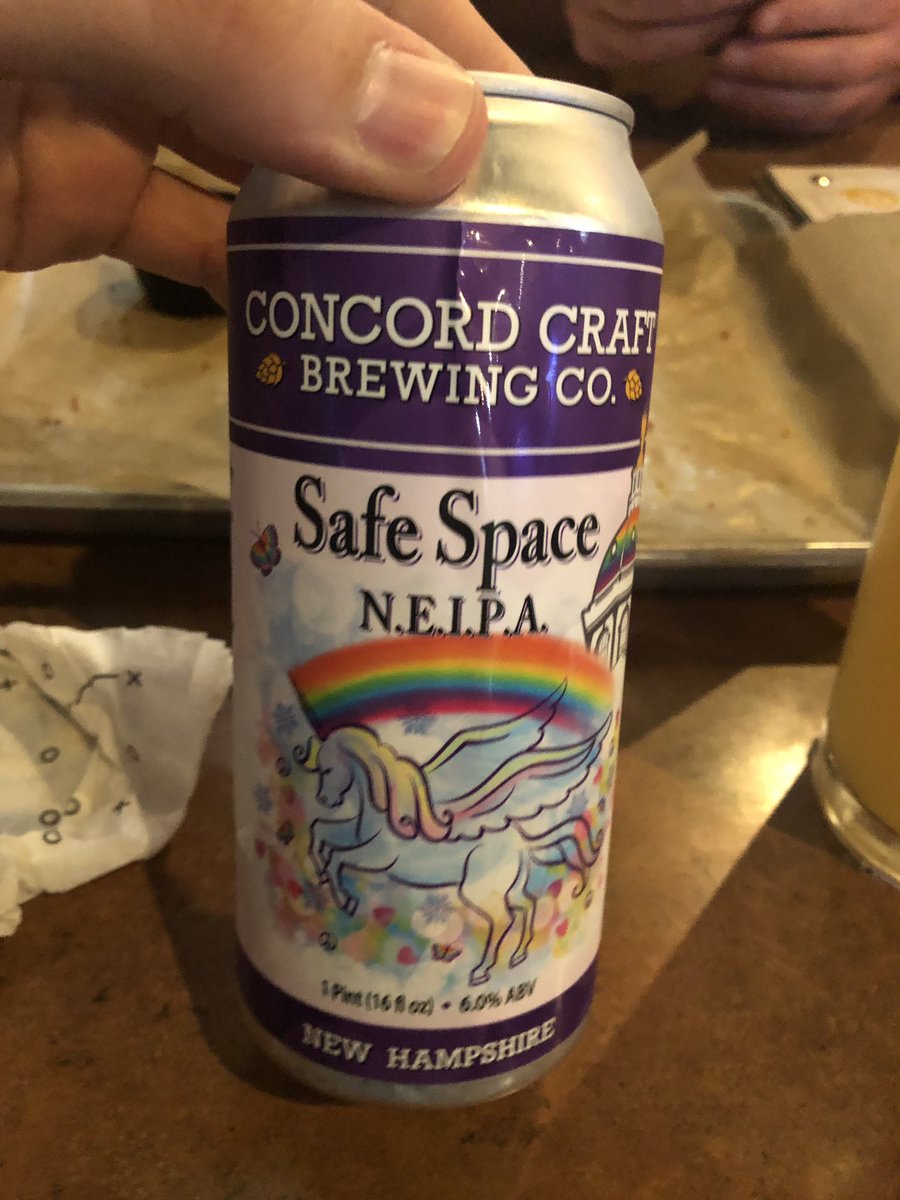 CONCORD CRAFT
BREWING CO.
Safe Space
N.E.I.P.A.
1 Pint (16 fl oz) • 6.0% ABV
NEW HAMPSHIRE